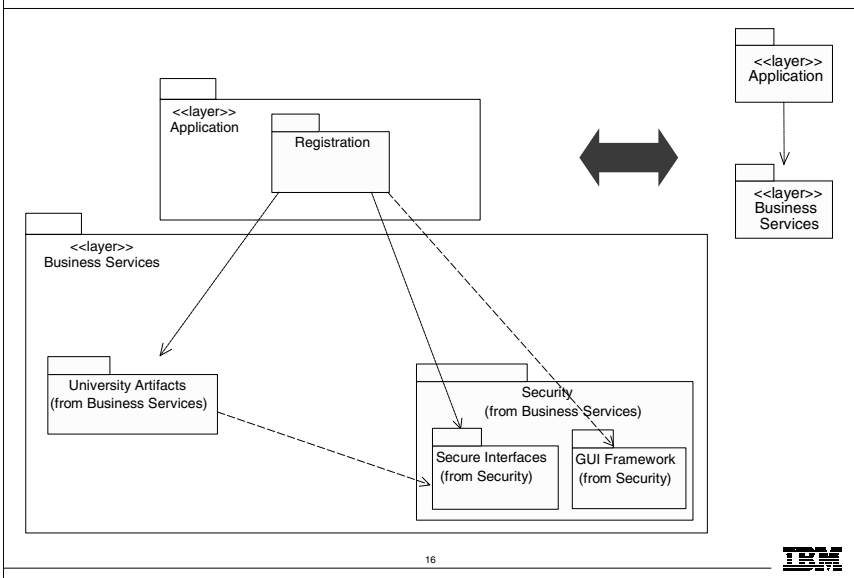 <<layer>>
Application
Registration
<<layer>>
Application
<<layer>>
Business
Services
<<layer>>
Business Services
University Artifacts
(from Business Services)
Security
(from Business Services)
Secure Interfaces
(from Security)
GUI Framework
(from Security)
16
IBM